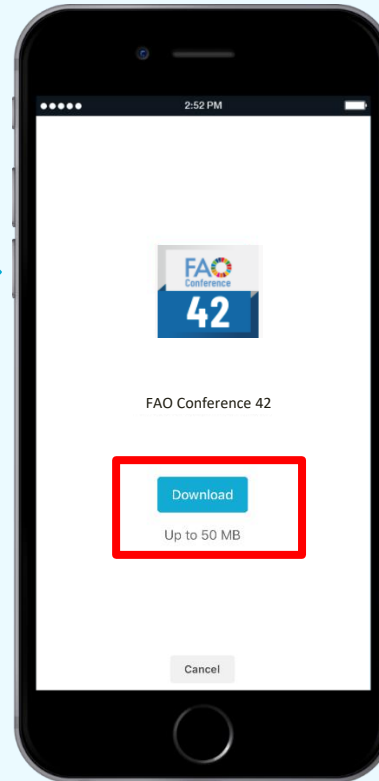 2:52 PM
FAO
Conference
42
FAO Conference 42
Download
Up to 50 MB
Cancel